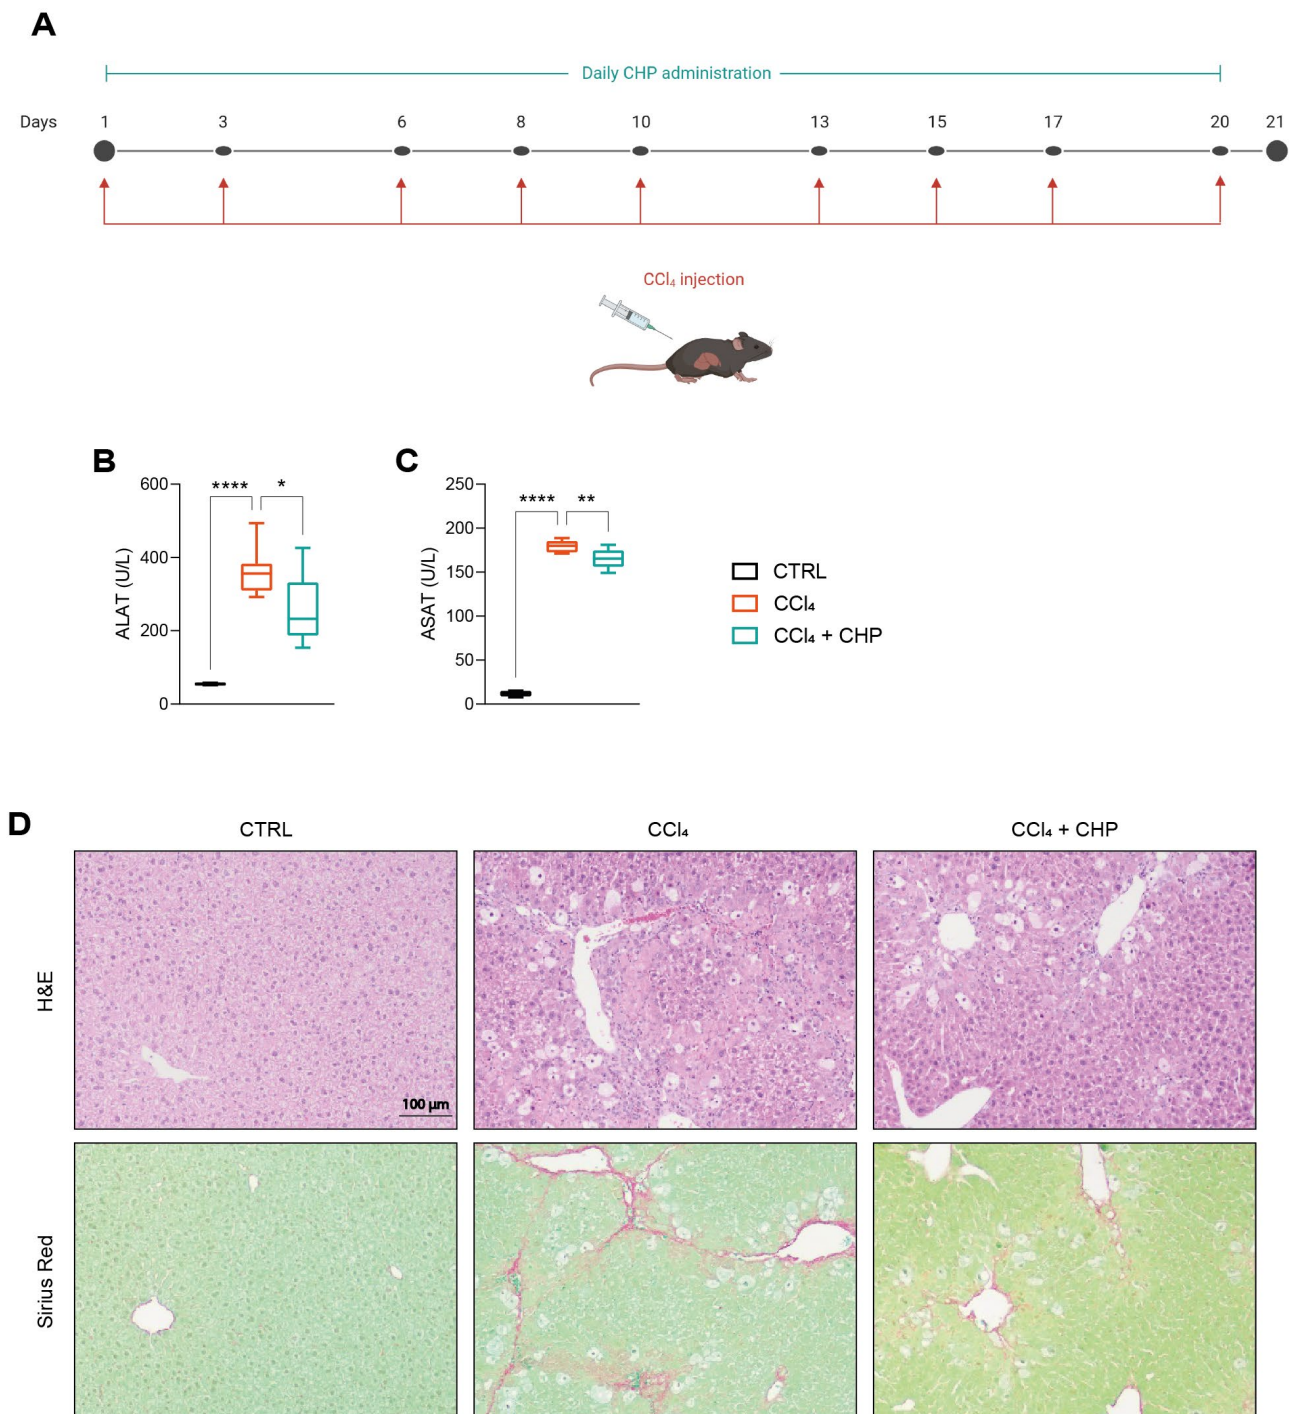 A
Daily CHP administration
Days 1 3 6 8 10 13 15 17 20 21
CCl₄ injection
B
ALAT (U/L)
600
400
200
0
**** *
C
ASAT (U/L)
250
200
150
100
50
0
**** **
CTRL
CCl₄
CCl₄ + CHP
D
CTRL CCl₄ CCl₄ + CHP
H&E
100 µm
Sirius Red